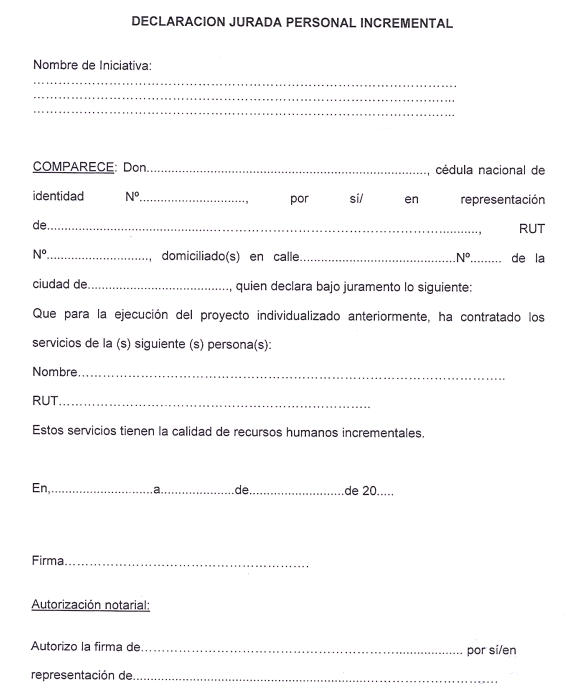 DECLARACION JURADA PERSONAL INCREMENTAL
Nombre de Iniciativa:
……………………………………………………………………………………
……………………………………………………………………………………
……………………………………………………………………………………
COMPARECE: Don................................................................................, cédula nacional de
identidad Nº.............................., por sí/ en representación
de..........................................................................................................................., RUT
Nº............................., domiciliado(s) en calle.............................................Nº......... de la
ciudad de........................................, quien declara bajo juramento lo siguiente:
Que para la ejecución del proyecto individualizado anteriormente, ha contratado los
servicios de la (s) siguiente (s) persona(s):
Nombre……………………………………………………………………………………..
RUT……………………………………………………………..
Estos servicios tienen la calidad de recursos humanos incrementales.
En,.............................a.....................de...........................de 20.....
Firma……………………………………………….
Autorización notarial:
Autorizo la firma de…………………………………………………................... por sí/en
representación de........................................................………………………………